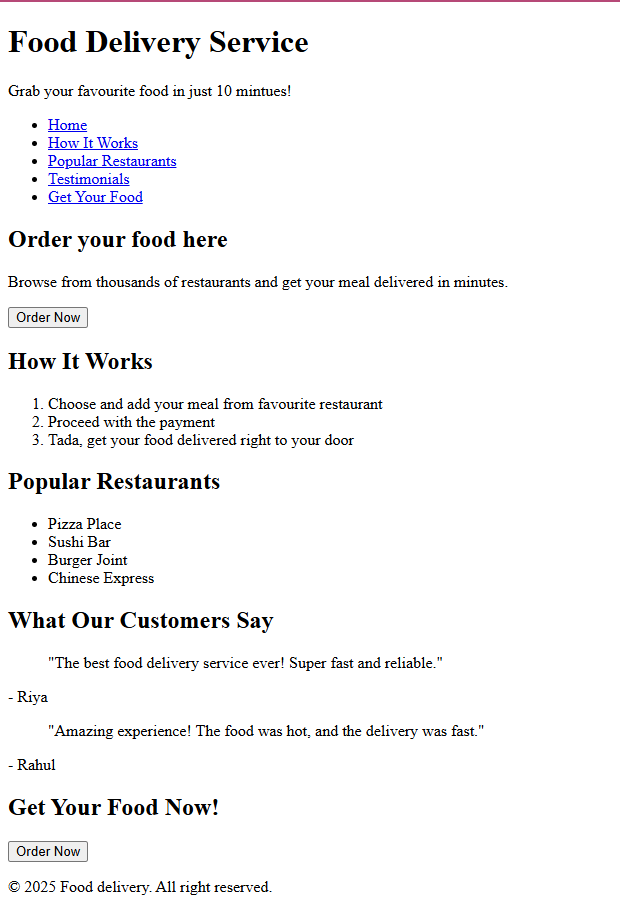 Food Delivery Service
Grab your favourite food in just 10 mintues!
• Home
• How It Works
• Popular Restaurants
• Testimonials
• Get Your Food
Order your food here
Browse from thousands of restaurants and get your meal delivered in minutes.
Order Now
How It Works
1. Choose and add your meal from favourite restaurant
2. Proceed with the payment
3. Tada, get your food delivered right to your door
Popular Restaurants
• Pizza Place
• Sushi Bar
• Burger Joint
• Chinese Express
What Our Customers Say
"The best food delivery service ever! Super fast and reliable."
- Riya
"Amazing experience! The food was hot, and the delivery was fast."
- Rahul
Get Your Food Now!
Order Now
© 2025 Food delivery. All right reserved.